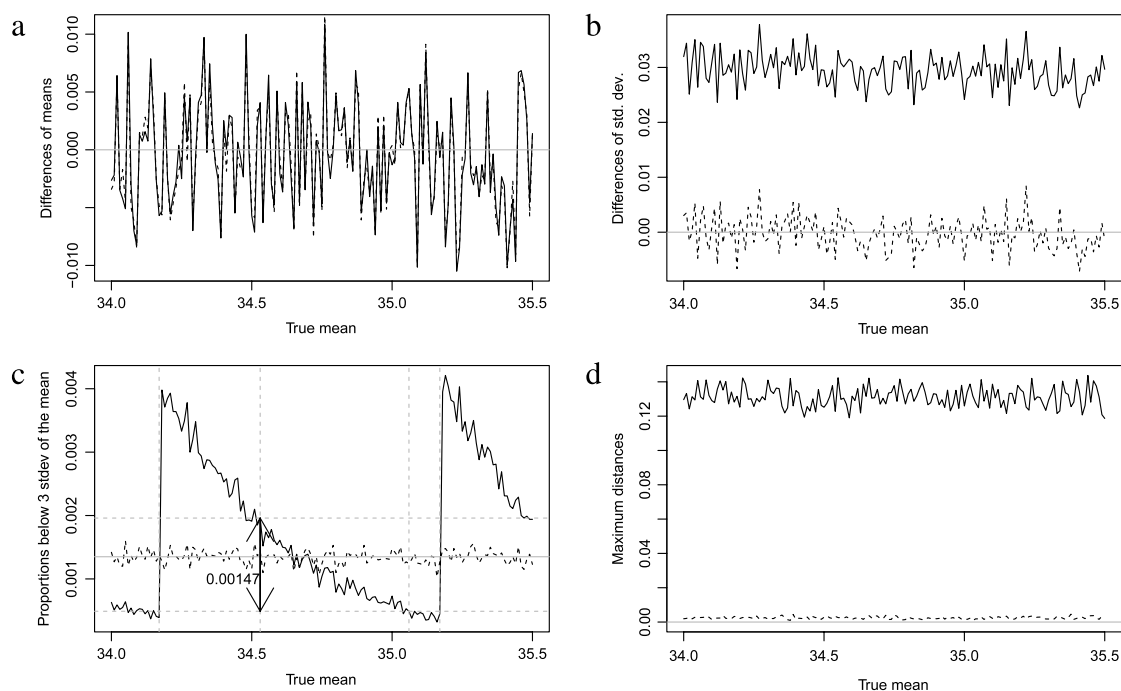 a
Differences of means
0.010
0.005
0.000
−0.010
34.0
34.5
35.0
35.5
True mean
b
Differences of std. dev.
0.03
0.02
0.01
0.00
34.0
34.5
35.0
35.5
True mean
c
Proportions below 3 stdev of the mean
0.004
0.003
0.002
0.001
0.00147
34.0
34.5
35.0
35.5
True mean
d
Maximum distances
0.12
0.08
0.04
0.00
34.0
34.5
35.0
35.5
True mean